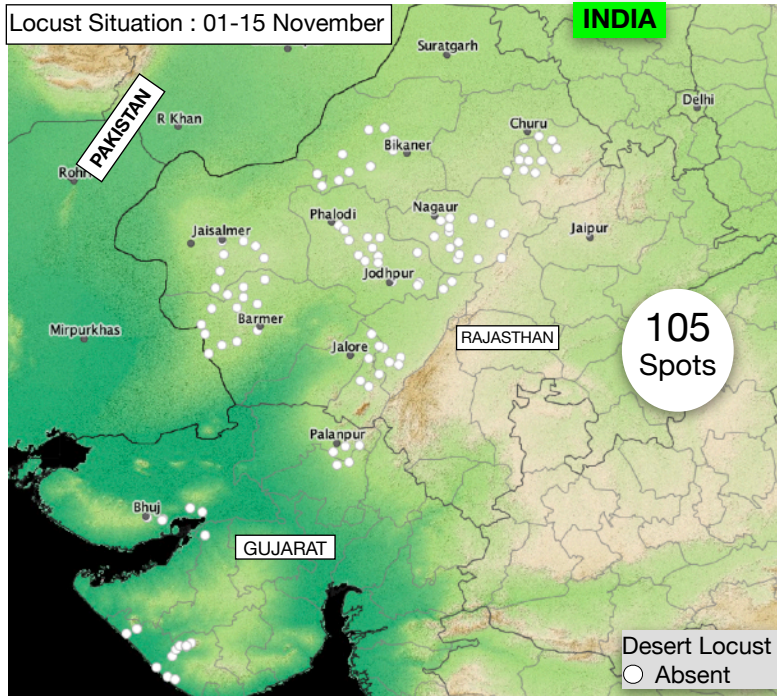 Locust Situation : 01-15 November
INDIA
Suratgarh
Delhi
PAKISTAN
R Khan
Churu
Bikaner
Rohri
Phalodi
Nagaur
Jaipur
Jaisalmer
Jodhpur
Mirpurkhas
Barmer
105
Spots
RAJASTHAN
Jalore
Palanpur
Bhuj
GUJARAT
Desert Locust
Absent